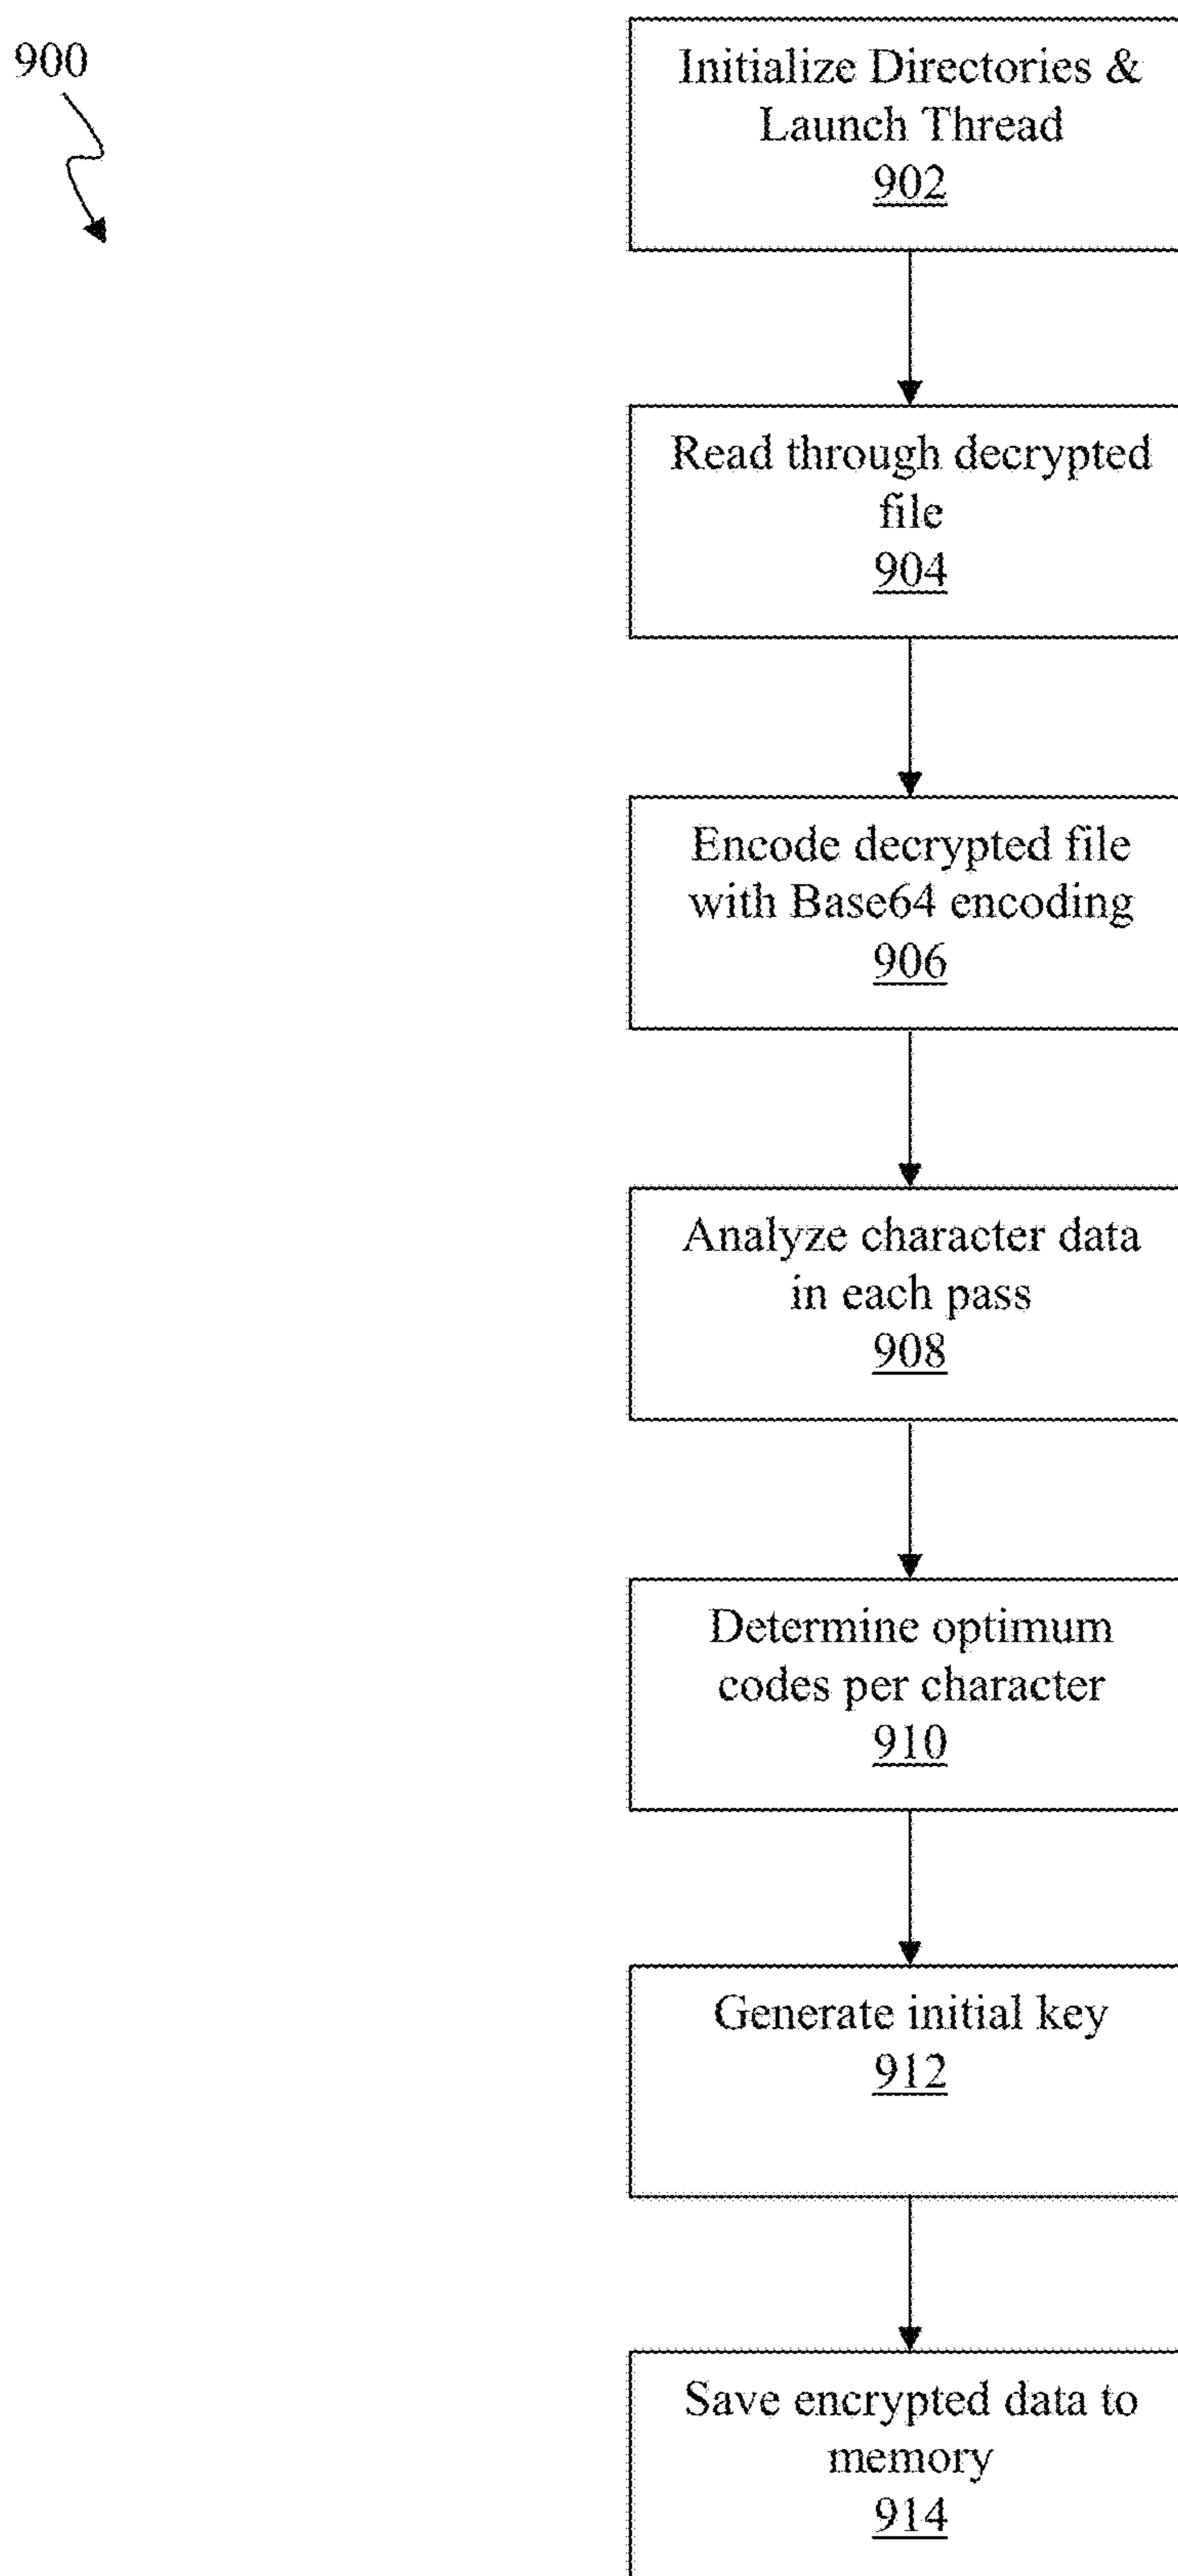 900
Initialize Directories &
Launch Thread
902
Read through decrypted
file
904
Encode decrypted file
with Base64 encoding
906
Analyze character data
in each pass
908
Determine optimum
codes per character
910
Generate initial key
912
Save encrypted data to
memory
914